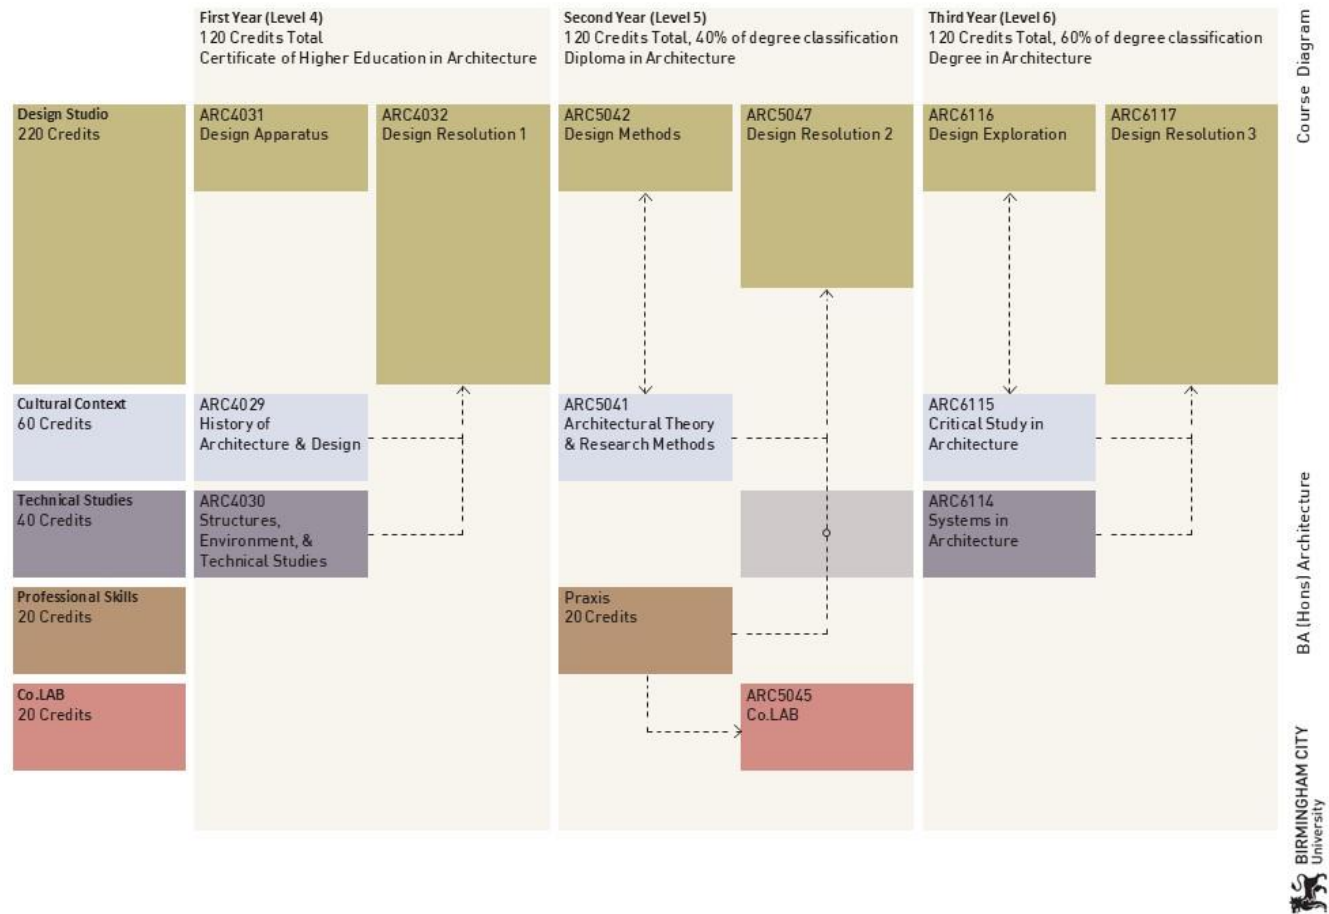 First Year (Level 4)
120 Credits Total
Certificate of Higher Education in Architecture
Second Year (Level 5)
120 Credits Total, 40% of degree classification
Diploma in Architecture
Third Year (Level 6)
120 Credits Total, 60% of degree classification
Degree in Architecture
Course Diagram
Design Studio
220 Credits
ARC4031
Design Apparatus
ARC4032
Design Resolution 1
ARC5042
Design Methods
ARC5047
Design Resolution 2
ARC6116
Design Exploration
ARC6117
Design Resolution 3
Cultural Context
60 Credits
ARC4029
History of
Architecture & Design
ARC5041
Architectural Theory
& Research Methods
ARC6115
Critical Study in
Architecture
Technical Studies
40 Credits
ARC4030
Structures,
Environment, &
Technical Studies
ARC6114
Systems in
Architecture
BA (Hons) Architecture
Professional Skills
20 Credits
Praxis
20 Credits
Co.LAB
20 Credits
ARC5045
Co.LAB
BIRMINGHAM CITY
University